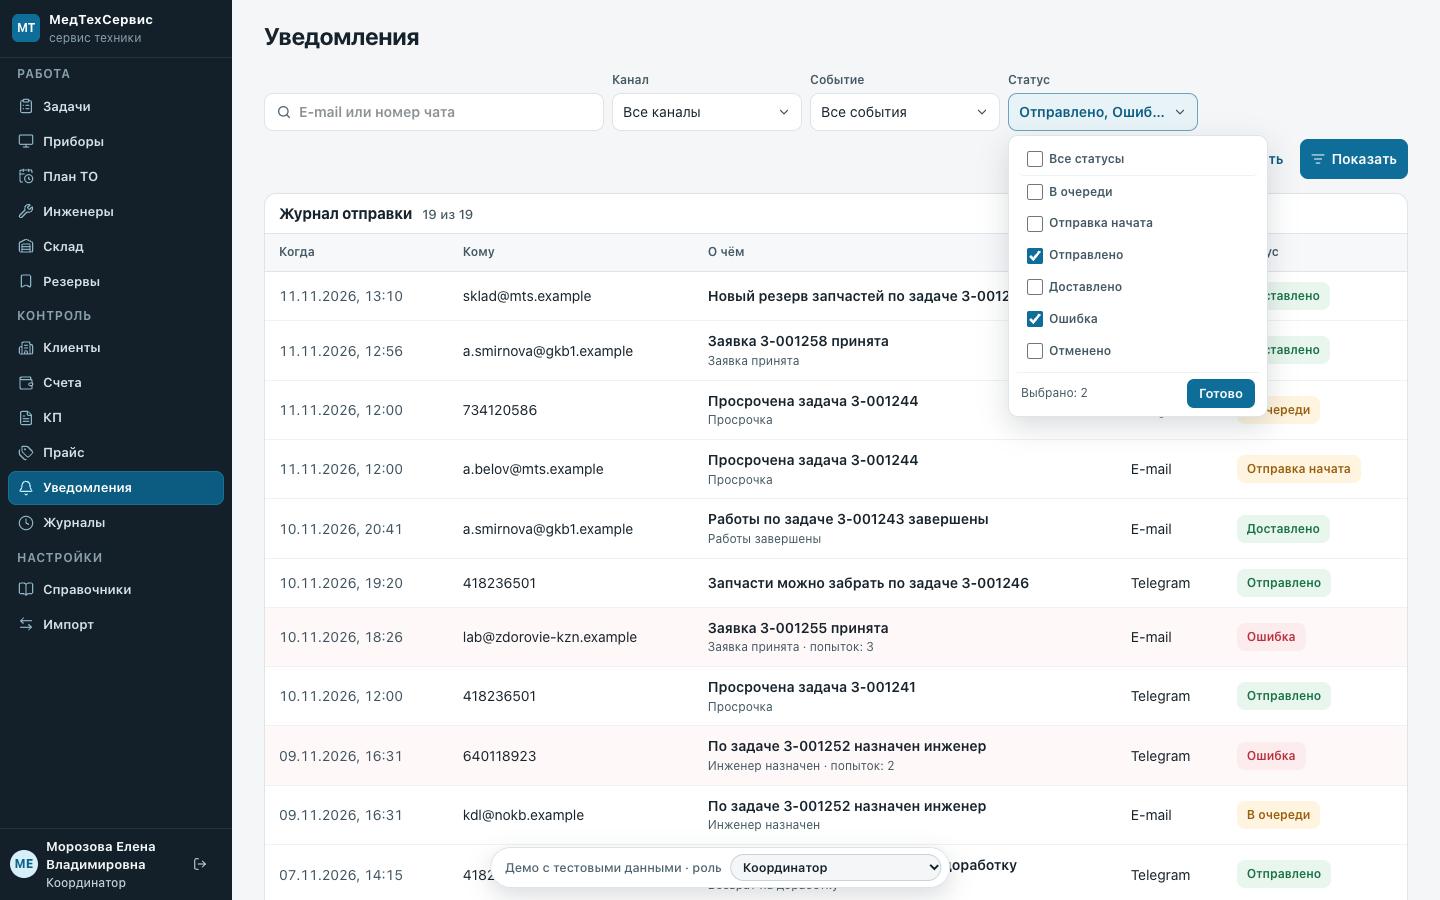 МТ
МедТехСервис
сервис техники
РАБОТА
Задачи
Приборы
План ТО
Инженеры
Склад
Резервы
КОНТРОЛЬ
Клиенты
Счета
КП
Прайс
Уведомления
Журналы
НАСТРОЙКИ
Справочники
Импорт
МЕ
Морозова Елена
Владимировна
Координатор
Уведомления
Канал
Событие
Статус
E-mail или номер чата
Все каналы
Все события
Отправлено, Ошиб...
Показать
Все статусы
В очереди
Отправка начата
Отправлено
Доставлено
Ошибка
Отменено
Выбрано: 2
Готово
Журнал отправки 19 из 19
Когда Кому О чём
11.11.2026, 13:10 sklad@mts.example Новый резерв запчастей по задаче З-0012
11.11.2026, 12:56 a.smirnova@gkb1.example Заявка З-001258 принята
Заявка принята
11.11.2026, 12:00 734120586 Просрочена задача З-001244
Просрочка
11.11.2026, 12:00 a.belov@mts.example Просрочена задача З-001244 E-mail Отправка начата
Просрочка
10.11.2026, 20:41 a.smirnova@gkb1.example Работы по задаче З-001243 завершены E-mail Доставлено
Работы завершены
10.11.2026, 19:20 418236501 Запчасти можно забрать по задаче З-001246 Telegram Отправлено
10.11.2026, 18:26 lab@zdorovie-kzn.example Заявка З-001255 принята E-mail Ошибка
Заявка принята · попыток: 3
10.11.2026, 12:00 418236501 Просрочена задача З-001241 Telegram Отправлено
Просрочка
09.11.2026, 16:31 640118923 По задаче З-001252 назначен инженер Telegram Ошибка
Инженер назначен · попыток: 2
09.11.2026, 16:31 kdl@nokb.example По задаче З-001252 назначен инженер E-mail В очереди
Инженер назначен
07.11.2026, 14:15 4182 доработку Telegram Отправлено
Демо с тестовыми данными · роль Координатор